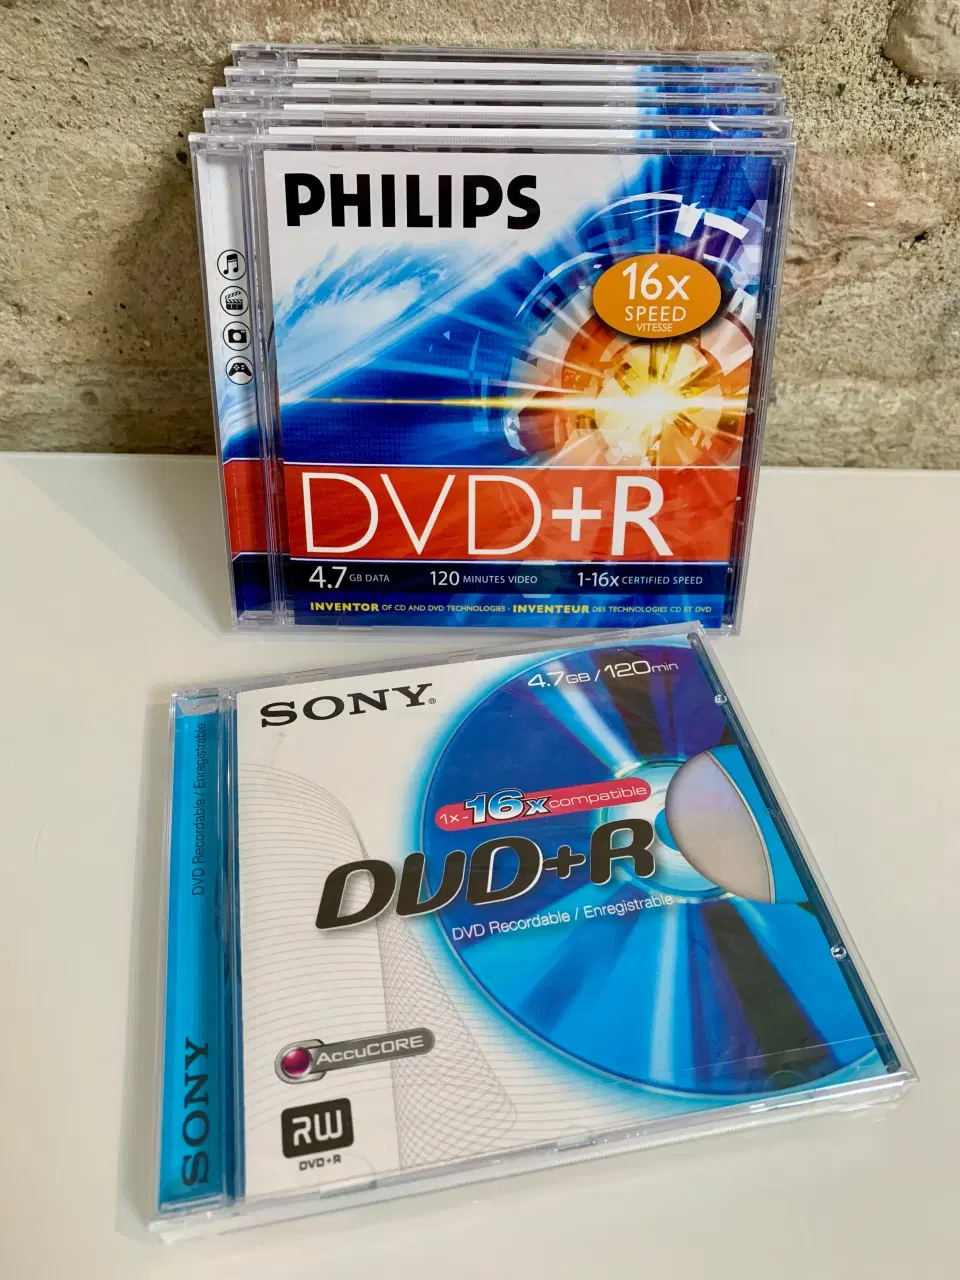 PHILIPS
16x
SPEED
VITESSE
DVD+R
4.7 GB DATA 120 MINUTES VIDEO 1-16x CERTIFIED SPEED
INVENTOR OF CD AND DVD TECHNOLOGIES · INVENTEUR DES TECHNOLOGIES CD ET DVD
SONY®
4.7GB / 120min
1x-16x compatible
DVD+R
DVD Recordable / Enregistrable
AccuCORE
RW
DVD+R
DVD Recordable / Enregistrable
SONY